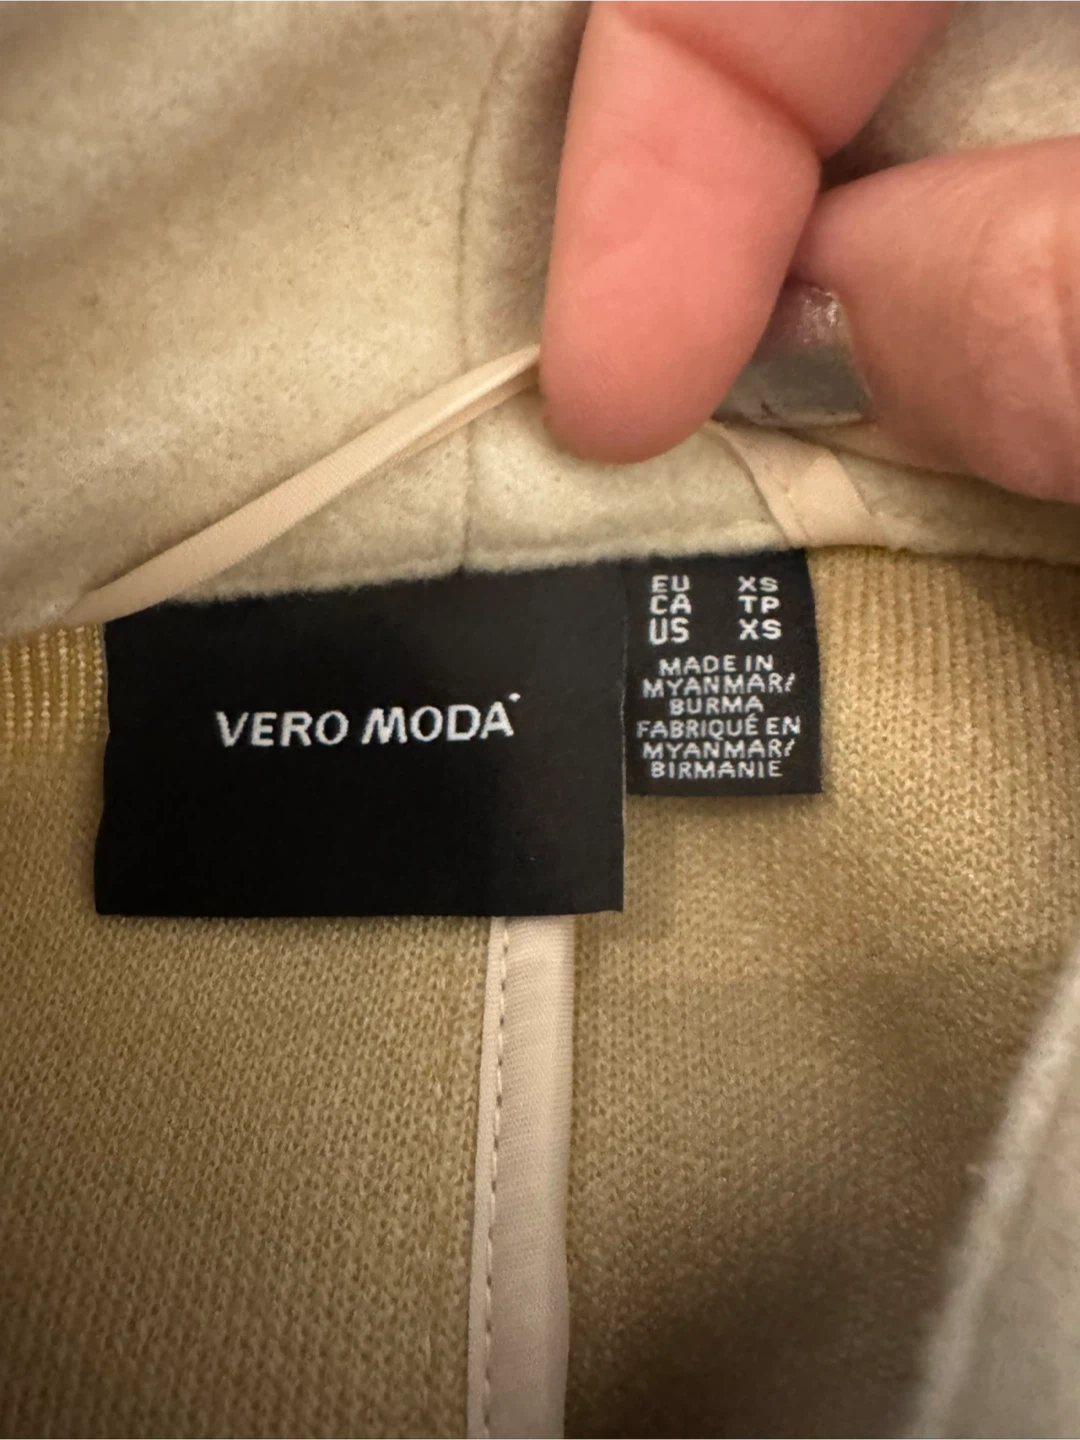 VERO MODA
EU XS
CA TP
US XS
MADE IN
MYANMAR/
BURMA
FABRIQUÉ EN
MYANMAR/
BIRMANIE